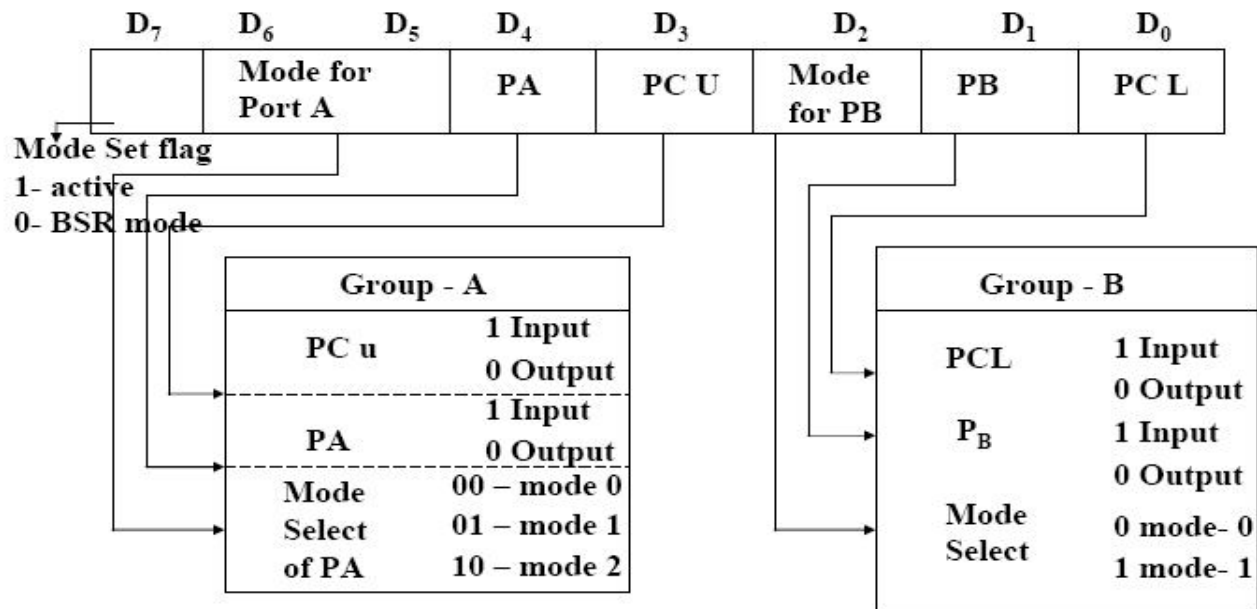 D7 D6 D5 D4 D3 D2 D1 D0
Mode for
Port A
PA
PC U
Mode
for PB
PB
PC L
Mode Set flag
1- active
0- BSR mode
Group - A
PC u
1 Input
0 Output
PA
1 Input
0 Output
Mode
Select
of PA
00 – mode 0
01 – mode 1
10 – mode 2
Group - B
PCL
1 Input
0 Output
PB
1 Input
0 Output
Mode
Select
0 mode- 0
1 mode- 1